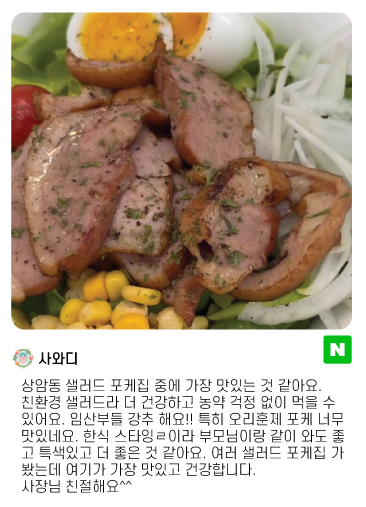 N
사와디
상암동 샐러드 포케집 중에 가장 맛있는 것 같아요.
친환경 샐러드라 더 건강하고 농약 걱정 없이 먹을 수
있어요. 임산부들 강추 해요!! 특히 오리훈제 포케 너무
맛있네요. 한식 스타일ㄹ이라 부모님이랑 같이 와도 좋
고 특색있고 더 좋은 것 같아요. 여러 샐러드 포케집 가
봤는데 여기가 가장 맛있고 건강합니다.
사장님 친절해요^^